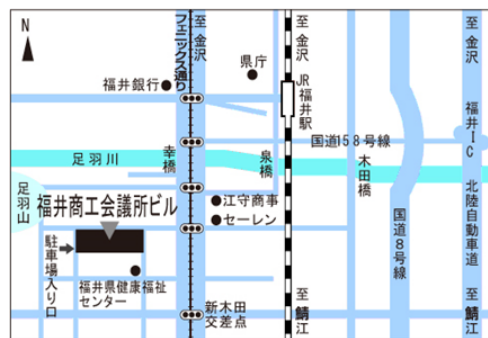 N
フェニックス通り
至金沢
至金沢
至金沢
県庁
福井銀行
JR福井駅
福井IC
国道158号線
足羽川
幸橋
泉橋
木田橋
足羽山
福井商工会議所ビル
江守商事
セーレン
国道8号線
北陸自動車道
駐車場入り口
福井県健康福祉
センター
新木田
交差点
至鯖江
至鯖江